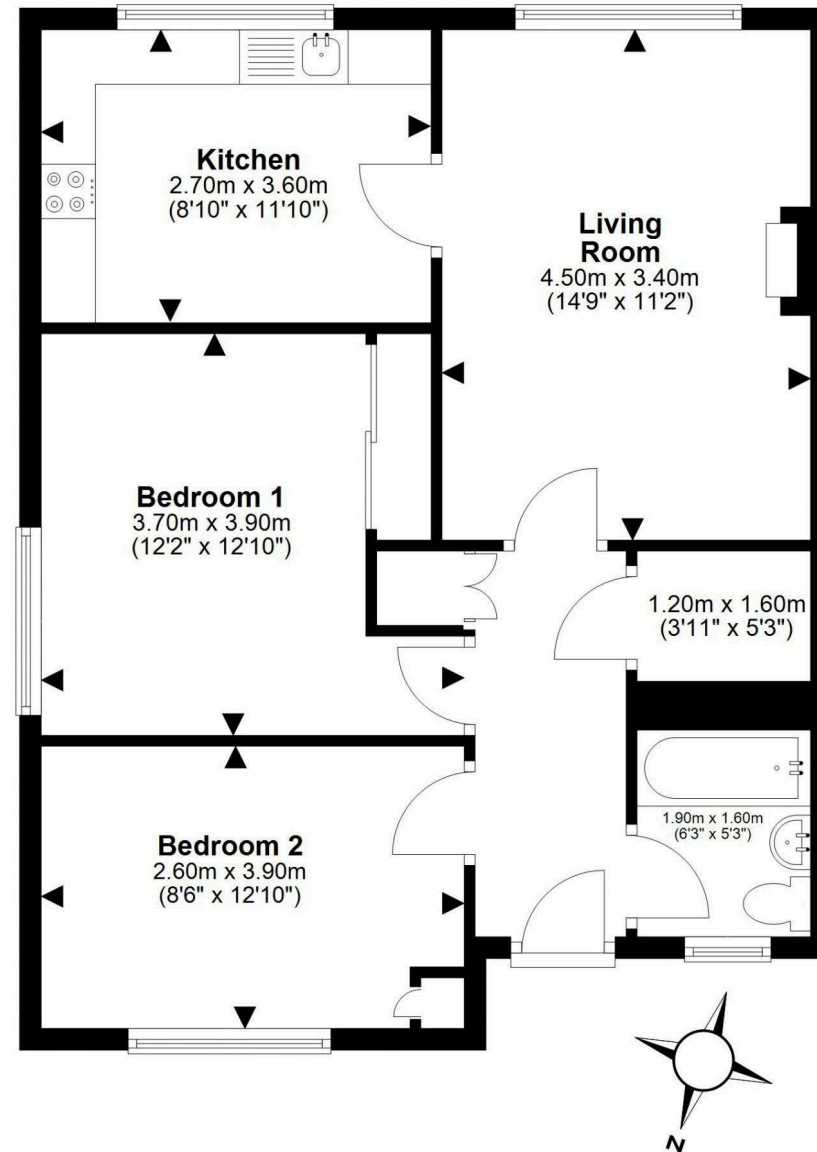 Kitchen
2.70m x 3.60m
(8'10" x 11'10")
Living
Room
4.50m x 3.40m
(14'9" x 11'2")
Bedroom 1
3.70m x 3.90m
(12'2" x 12'10")
1.20m x 1.60m
(3'11" x 5'3")
1.90m x 1.60m
(6'3" x 5'3")
Bedroom 2
2.60m x 3.90m
(8'6" x 12'10")
N